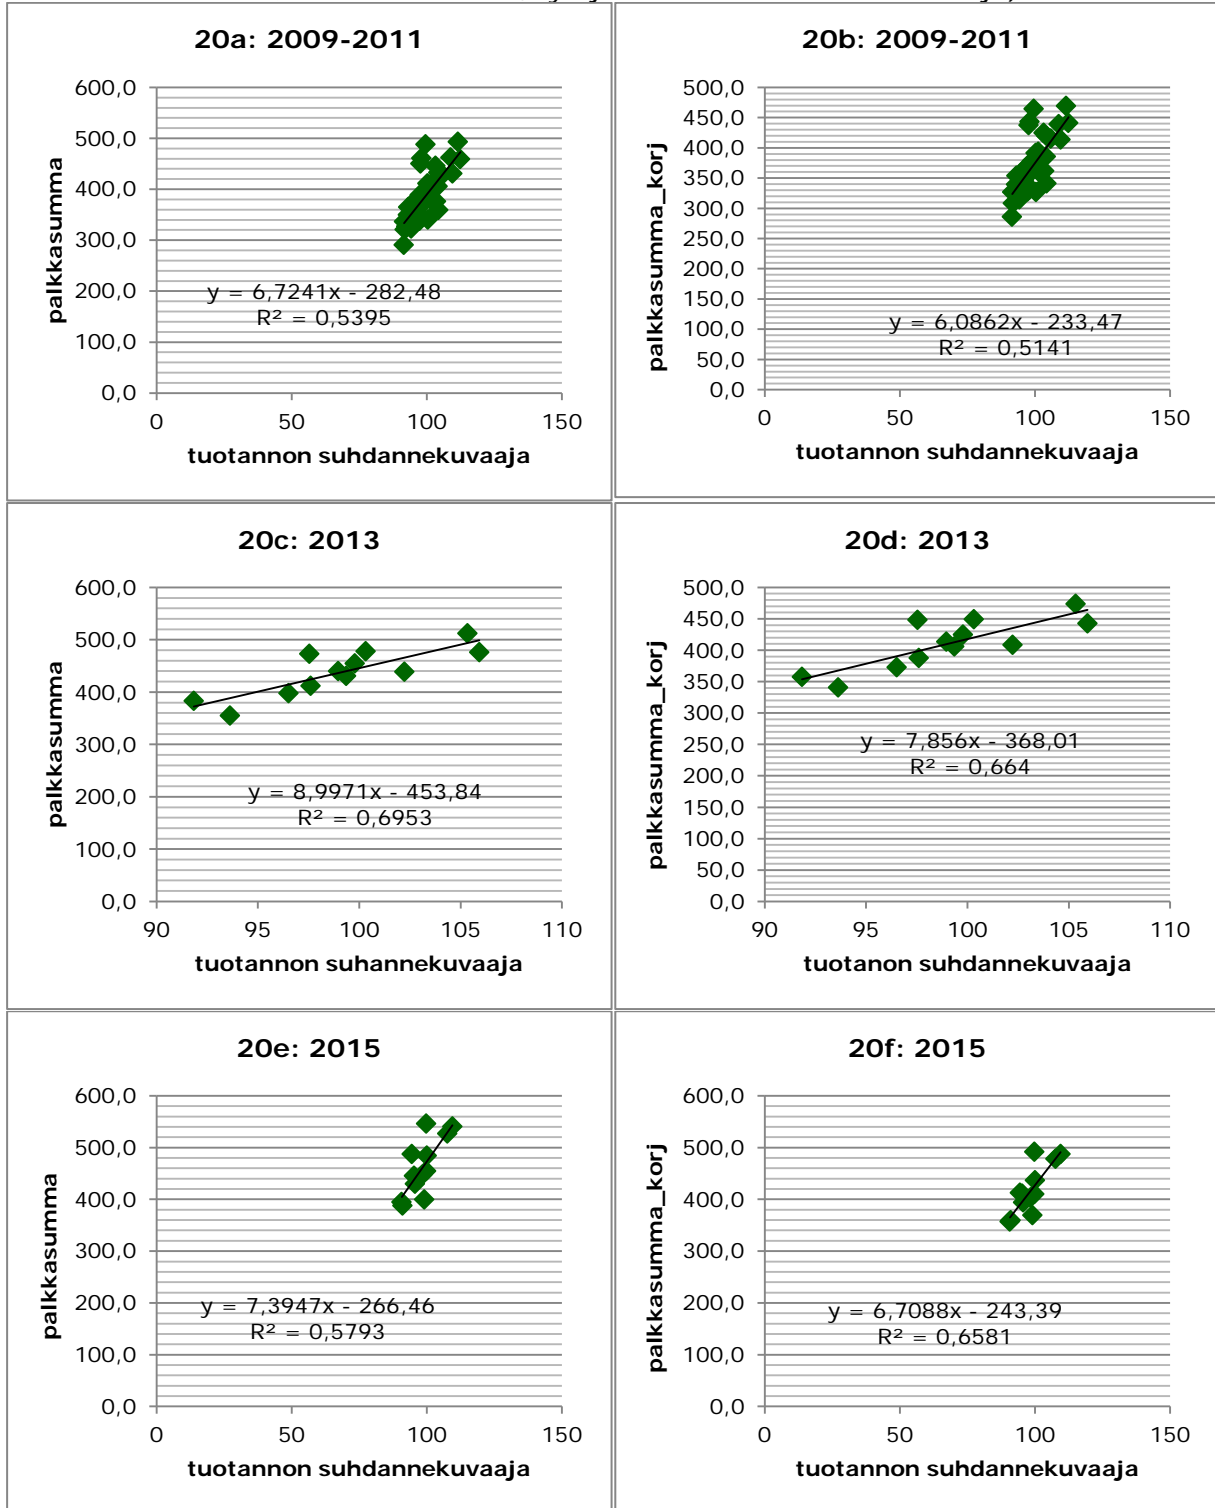 20a: 2009-2011
600,0
500,0
400,0
300,0
200,0
100,0
0,0
palkkasumma
y = 6,7241x - 282,48
R² = 0,5395
0
50
100
150
tuotannon suhdannekuvaaja
20b: 2009-2011
500,0
450,0
400,0
350,0
300,0
250,0
200,0
150,0
100,0
50,0
0,0
palkkasumma_korj
y = 6,0862x - 233,47
R² = 0,5141
0
50
100
150
tuotannon suhdannekuvaaja
20c: 2013
600,0
500,0
400,0
300,0
200,0
100,0
0,0
palkkasumma
y = 8,9971x - 453,84
R² = 0,6953
90
95
100
105
110
tuotannon suhannekuvaaja
20d: 2013
500,0
450,0
400,0
350,0
300,0
250,0
200,0
150,0
100,0
50,0
0,0
palkkasumma_korj
y = 7,856x - 368,01
R² = 0,664
90
95
100
105
110
tuotanon suhdannekuvaaja
20e: 2015
600,0
500,0
400,0
300,0
200,0
100,0
0,0
palkkasumma
y = 7,3947x - 266,46
R² = 0,5793
0
50
100
150
tuotannon suhdannekuvaaja
20f: 2015
600,0
500,0
400,0
300,0
200,0
100,0
0,0
palkkasumma_korj
y = 6,7088x - 243,39
R² = 0,6581
0
50
100
150
tuotannon suhdannekuvaaja